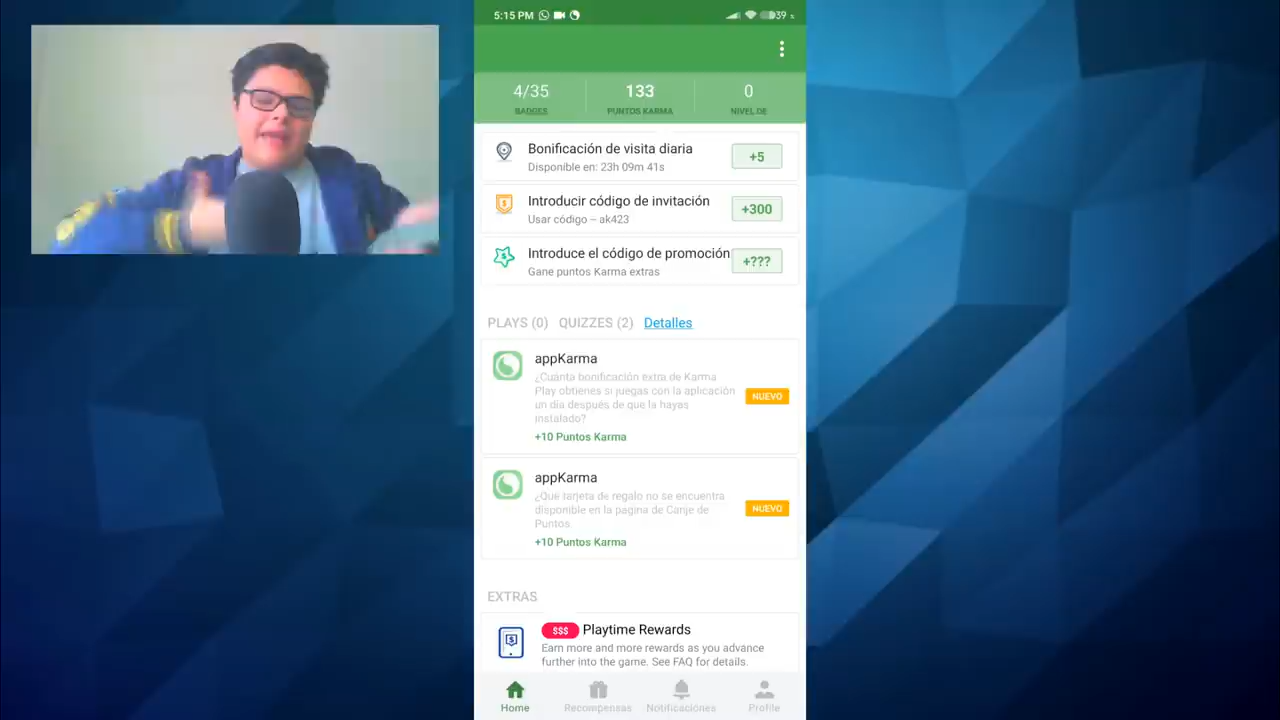 5:15 PM
39
4/35
BADGES
133
PUNTOS KARMA
0
NIVEL DE
Bonificación de visita diaria
Disponible en: 23h 09m 41s
+5
Introducir código de invitación
Usar código – ak423
+300
Introduce el código de promoción
Gane puntos Karma extras
+???
PLAYS (0) QUIZZES (2) Detalles
appKarma
¿Cuánta bonificación extra de Karma
Play obtienes si juegas con la aplicación
un día después de que la hayas
instalado?
NUEVO
+10 Puntos Karma
appKarma
¿Que tarjeta de regalo no se encuentra
disponible en la pagina de Canje de
Puntos.
NUEVO
+10 Puntos Karma
EXTRAS
$$$ Playtime Rewards
Earn more and more rewards as you advance
further into the game. See FAQ for details.
Home
Recompensas
Notificaciones
Profile